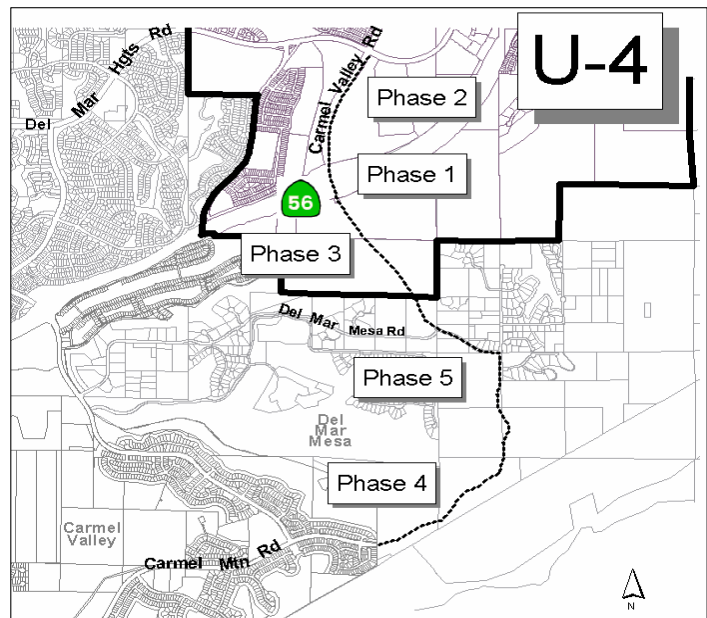 U-4
Del Mar Hgts Rd
Carmel Valley Rd
Phase 2
Phase 1
56
Phase 3
Del Mar Mesa Rd
Phase 5
Del
Mar
Mesa
Phase 4
Carmel
Valley
Carmel Mtn Rd
N